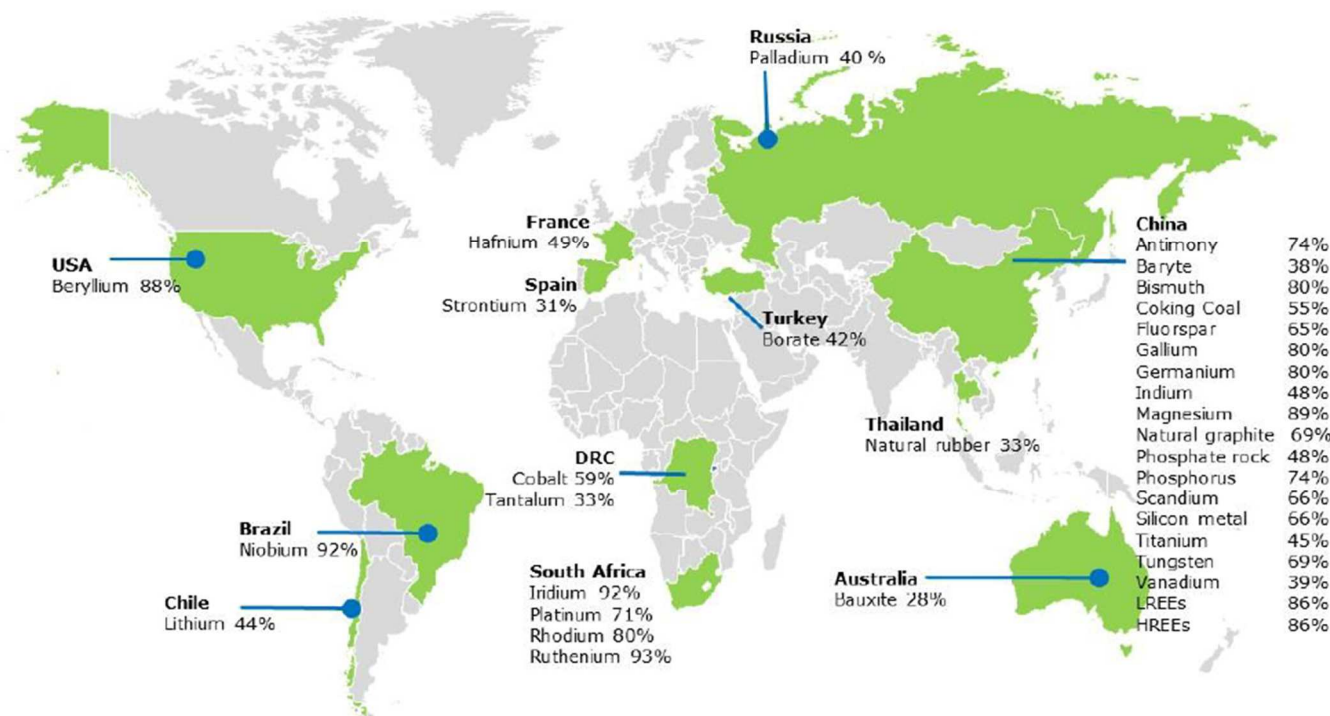 Russia
Palladium 40 %
France
Hafnium 49%
USA
Beryllium 88%
Spain
Strontium 31%
Turkey
Borate 42%
China
Antimony 74%
Baryte 38%
Bismuth 80%
Coking Coal 55%
Fluorspar 65%
Gallium 80%
Germanium 80%
Indium 48%
Magnesium 89%
Natural graphite 69%
Phosphate rock 48%
Phosphorus 74%
Scandium 66%
Silicon metal 66%
Titanium 45%
Tungsten 69%
Vanadium 39%
LREEs 86%
HREEs 86%
Thailand
Natural rubber 33%
DRC
Cobalt 59%
Tantalum 33%
Brazil
Niobium 92%
South Africa
Iridium 92%
Platinum 71%
Rhodium 80%
Ruthenium 93%
Australia
Bauxite 28%
Chile
Lithium 44%